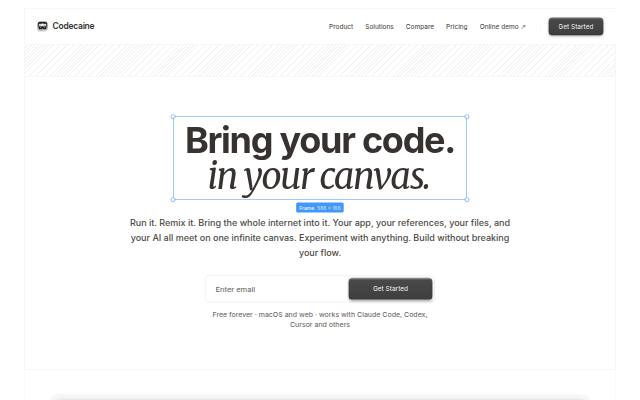 Codecaine
Product Solutions Compare Pricing Online demo ↗ Get Started
Bring your code.
in your canvas.
Frame 588 × 166
Run it. Remix it. Bring the whole internet into it. Your app, your references, your files, and
your AI all meet on one infinite canvas. Experiment with anything. Build without breaking
your flow.
Enter email Get Started
Free forever · macOS and web · works with Claude Code, Codex,
Cursor and others